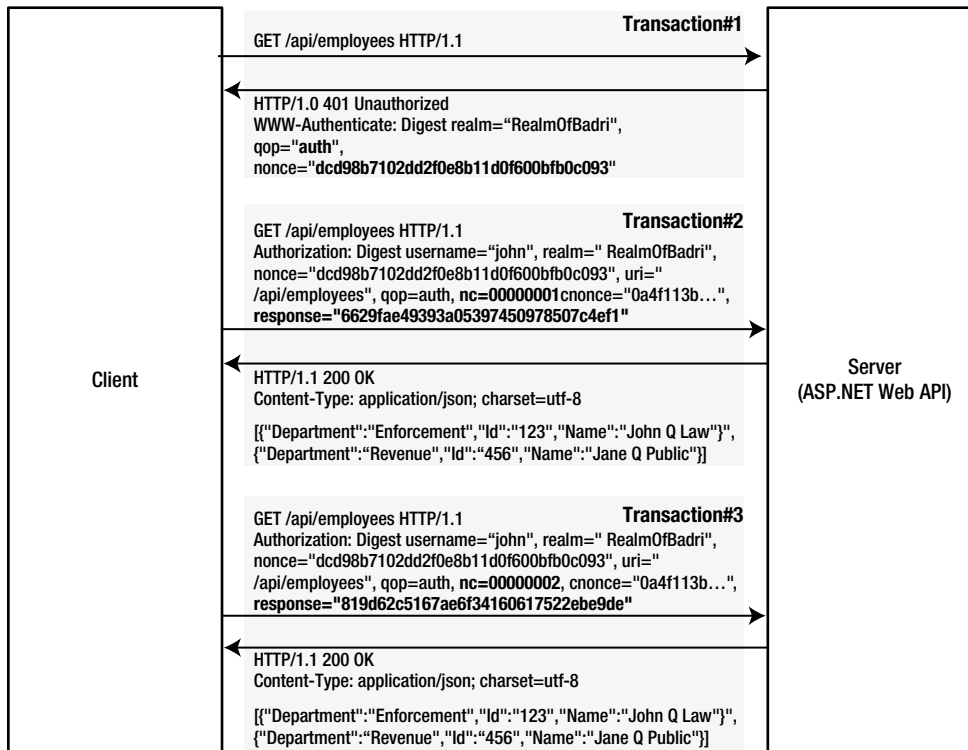 Transaction#1
GET /api/employees HTTP/1.1
HTTP/1.0 401 Unauthorized
WWW-Authenticate: Digest realm=“RealmOfBadri",
qop="auth",
nonce="dcd98b7102dd2f0e8b11d0f600bfb0c093"
Transaction#2
GET /api/employees HTTP/1.1
Authorization: Digest username=“john", realm=" RealmOfBadri",
nonce="dcd98b7102dd2f0e8b11d0f600bfb0c093", uri="
/api/employees", qop=auth, nc=00000001cnonce="0a4f113b…",
response="6629fae49393a05397450978507c4ef1"
Client
Server
(ASP.NET Web API)
HTTP/1.1 200 OK
Content-Type: application/json; charset=utf-8
[{"Department":"Enforcement","Id":"123","Name":"John Q Law"}",
{"Department":“Revenue","Id":“456","Name":"Jane Q Public"}]
Transaction#3
GET /api/employees HTTP/1.1
Authorization: Digest username=“john", realm=" RealmOfBadri",
nonce="dcd98b7102dd2f0e8b11d0f600bfb0c093", uri="
/api/employees", qop=auth, nc=00000002, cnonce="0a4f113b…",
response="819d62c5167ae6f34160617522ebe9de"
HTTP/1.1 200 OK
Content-Type: application/json; charset=utf-8
[{"Department":"Enforcement","Id":"123","Name":"John Q Law"}",
{"Department":"Revenue","Id":"456","Name":"Jane Q Public"}]